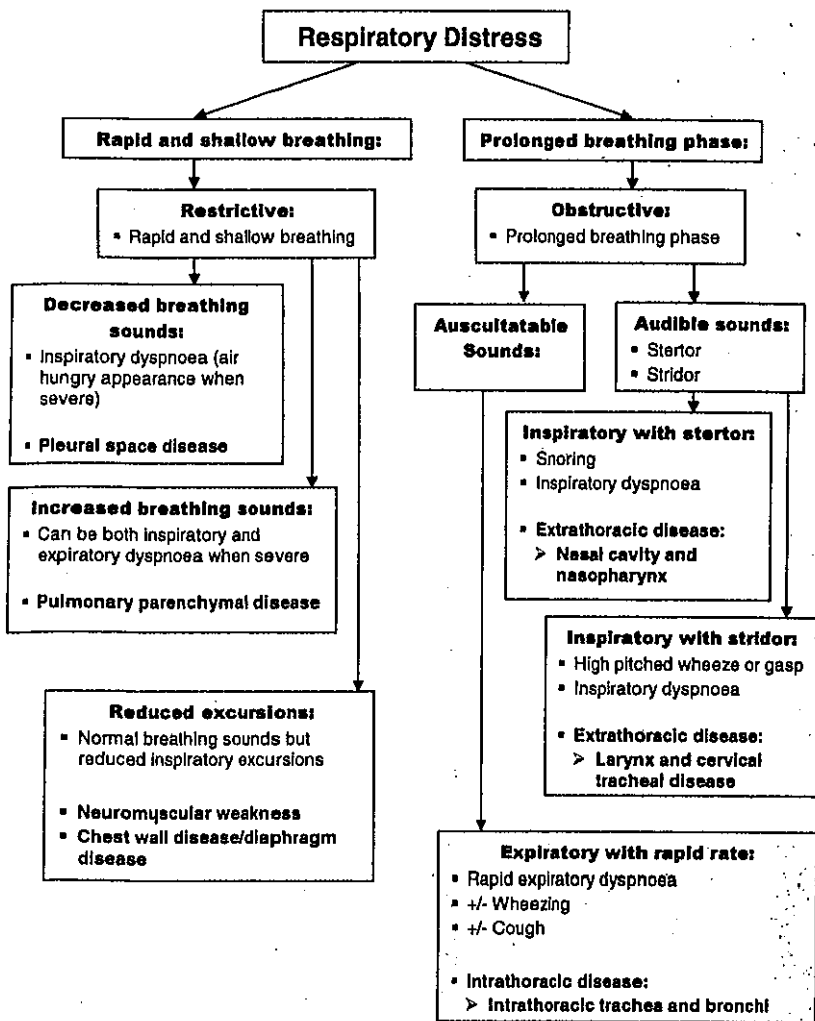 Respiratory Distress
Rapid and shallow breathing:
Prolonged breathing phase:
Restrictive:
▪ Rapid and shallow breathing
Obstructive:
▪ Prolonged breathing phase
Decreased breathing
sounds:
▪ Inspiratory dyspnoea (air
hungry appearance when
severe)
▪ Pleural space disease
Auscultatable
Sounds:
Audible sounds:
▪ Stertor
▪ Stridor
Inspiratory with stertor:
▪ Snoring
▪ Inspiratory dyspnoea
▪ Extrathoracic disease:
➢ Nasal cavity and
nasopharynx
Increased breathing sounds:
▪ Can be both inspiratory and
expiratory dyspnoea when severe
▪ Pulmonary parenchymal disease
Inspiratory with stridor:
▪ High pitched wheeze or gasp
▪ Inspiratory dyspnoea
▪ Extrathoracic disease:
➢ Larynx and cervical
tracheal disease
Reduced excursions:
▪ Normal breathing sounds but
reduced inspiratory excursions
▪ Neuromuscular weakness
▪ Chest wall disease/diaphragm
disease
Expiratory with rapid rate:
▪ Rapid expiratory dyspnoea
▪ +/- Wheezing
▪ +/- Cough
▪ Intrathoracic disease:
➢ Intrathoracic trachea and bronchi